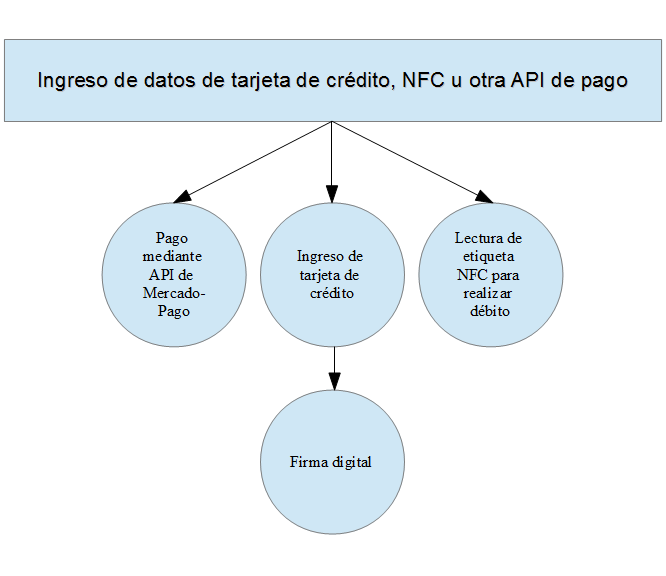 Ingreso de datos de tarjeta de crédito, NFC u otra API de pago
Pago
mediante
API de
Mercado-
Pago
Ingreso de
tarjeta de
crédito
Lectura de
etiqueta
NFC para
realizar
débito
Firma digital